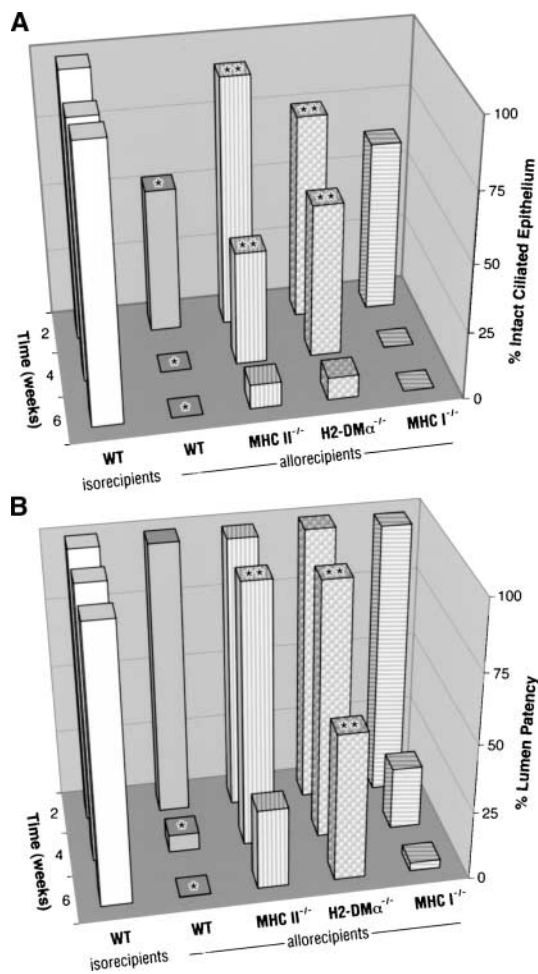 A
100
75
50
25
0
% Intact Ciliated Epithelium
Time (weeks)
2
4
6
WT
WT
MHC II-/-
H2-DMα-/-
MHC I-/-
isorecipients
allorecipients
B
100
75
50
25
0
% Lumen Patency
Time (weeks)
2
4
6
WT
WT
MHC II-/-
H2-DMα-/-
MHC I-/-
isorecipients
allorecipients